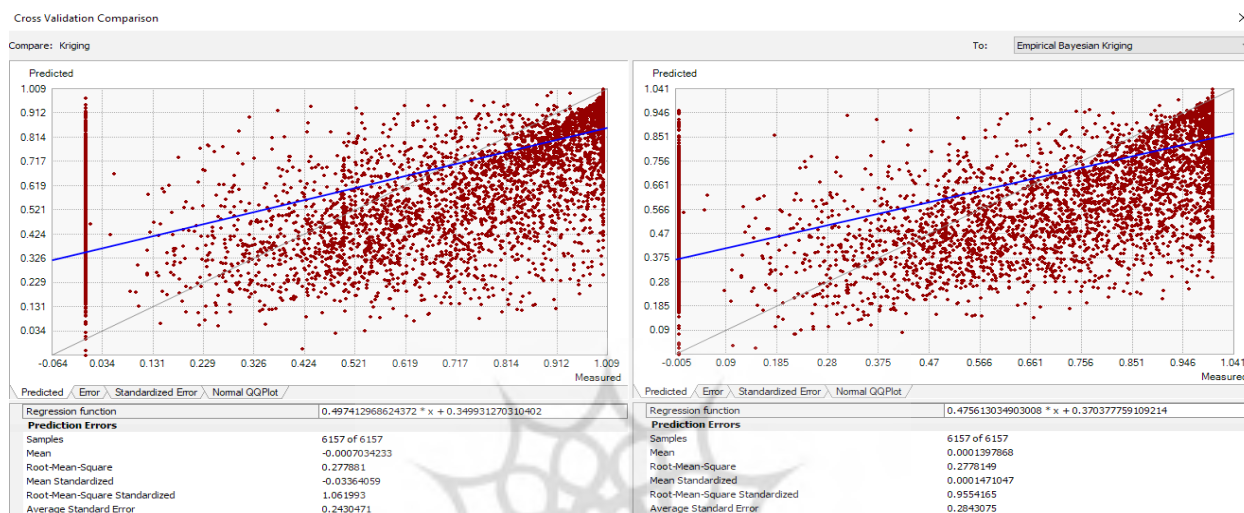 Cross Validation Comparison
Compare: Kriging
To: Empirical Bayesian Kriging
Predicted
1.009
0.912
0.814
0.717
0.619
0.521
0.424
0.326
0.229
0.131
0.034
-0.064 0.034 0.131 0.229 0.326 0.424 0.521 0.619 0.717 0.814 0.912 1.009
Measured
Predicted Error Standardized Error Normal QQPlot
Regression function 0.497412968624372 * x + 0.349931270310402
Prediction Errors
Samples 6157 of 6157
Mean -0.0007034233
Root-Mean-Square 0.277881
Mean Standardized -0.03364059
Root-Mean-Square Standardized 1.061993
Average Standard Error 0.2430471
Predicted
1.041
0.946
0.851
0.756
0.661
0.566
0.47
0.375
0.28
0.185
0.09
-0.005 0.09 0.185 0.28 0.375 0.47 0.566 0.661 0.756 0.851 0.946 1.041
Measured
Predicted Error Standardized Error Normal QQPlot
Regression function 0.475613034903008 * x + 0.370377759109214
Prediction Errors
Samples 6157 of 6157
Mean 0.0001397868
Root-Mean-Square 0.2778149
Mean Standardized 0.0001471047
Root-Mean-Square Standardized 0.9554165
Average Standard Error 0.2843075